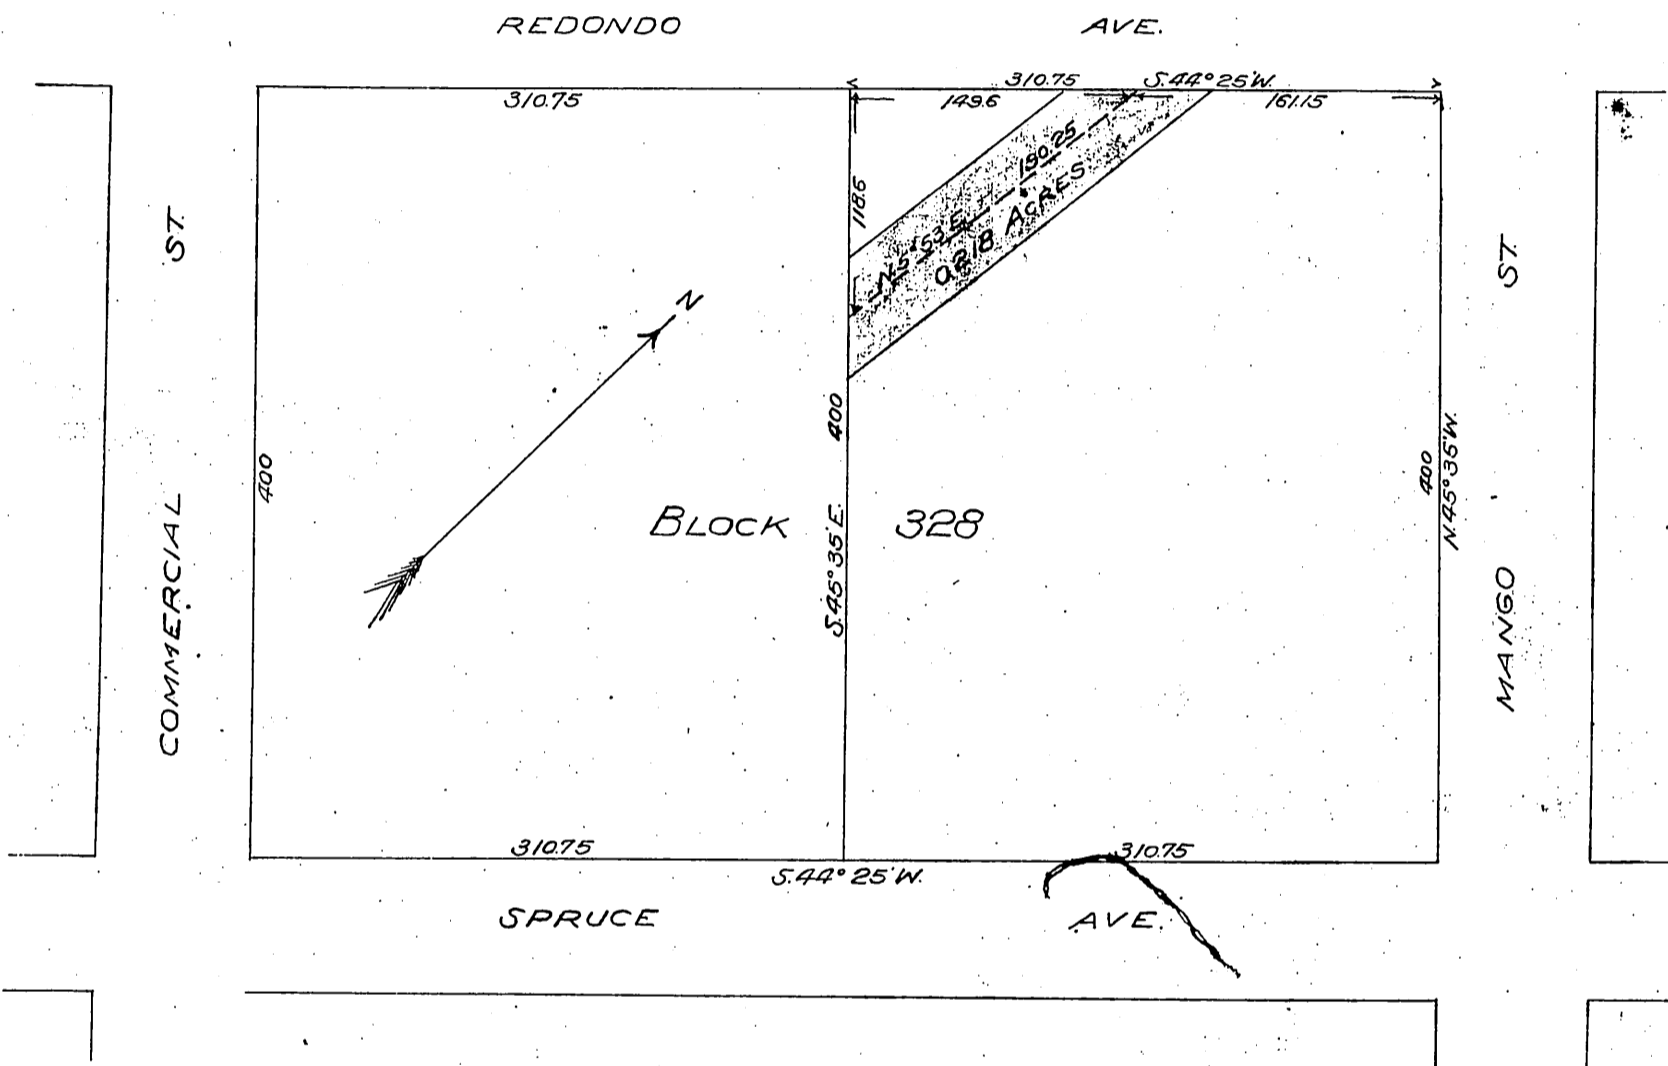 REDONDO AVE.
310.75 S.44°25'W.
310.75 149.6 161.15
190.25
118.6
N.5°53'E.
0.218 ACRES
ST.
ST.
N
400
400
400
N.45°35'W.
BLOCK 328
S.45°35'E.
COMMERCIAL
MANGO
310.75 310.75
S.44°25'W.
SPRUCE AVE.